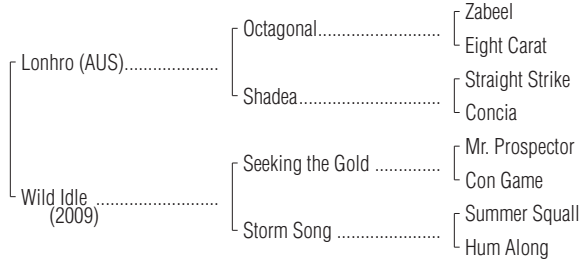 Zabeel
Octagonal..................
Eight Carat
Lonhro (AUS)...................
Straight Strike
Shadea...........................
Concia
Mr. Prospector
Seeking the Gold .............
Con Game
Wild Idle .........................
(2009)
Summer Squall
Storm Song ....................
Hum Along